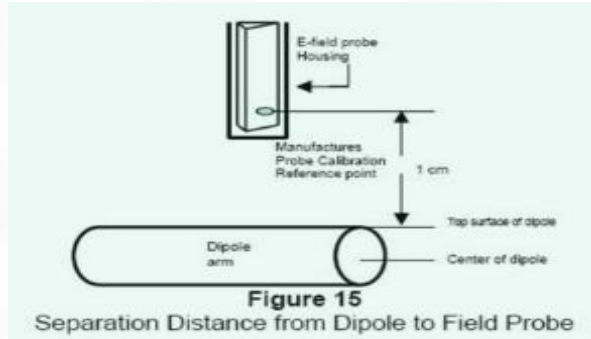 E-field probe
Housing
Manufactures
Probe Calibration
Reference point
1 cm
Top surface of dipole
Dipole
arm
Center of dipole
Figure 15
Separation Distance from Dipole to Field Probe